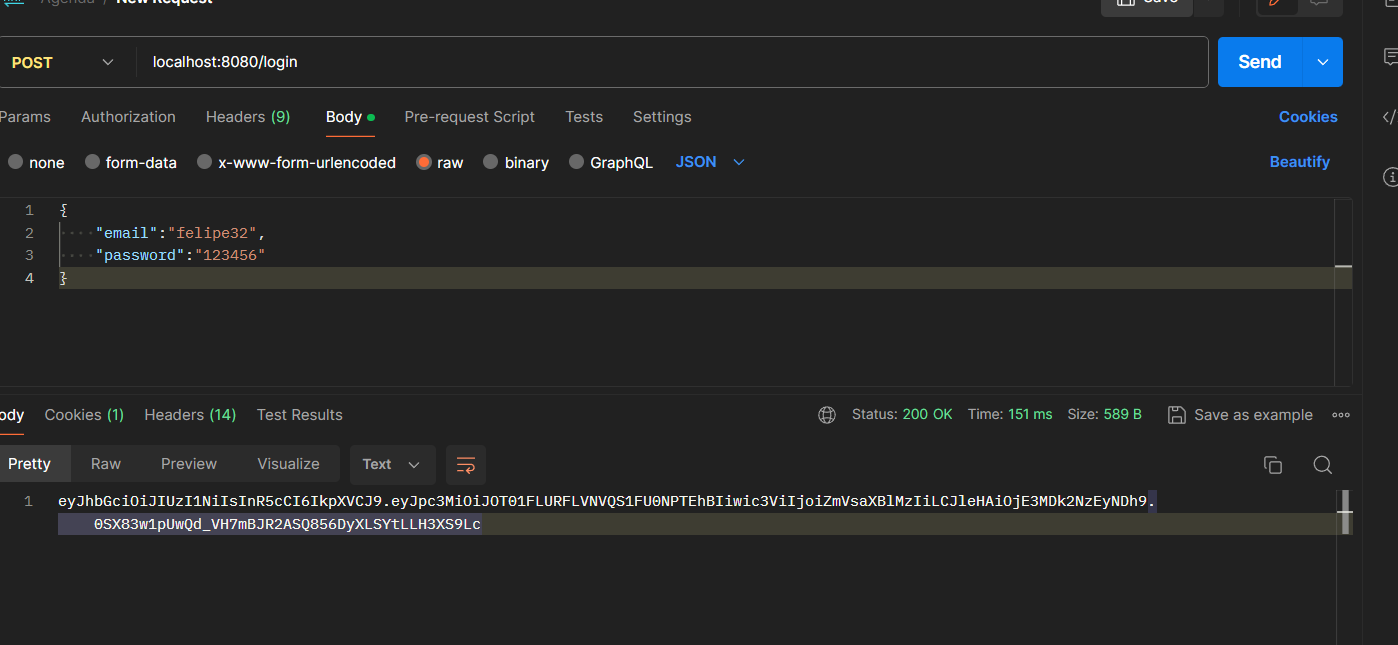 Agenda / New Request
Save
POST
localhost:8080/login
Send
Params Authorization Headers (9) Body Pre-request Script Tests Settings Cookies
none form-data x-www-form-urlencoded raw binary GraphQL JSON Beautify
1 {
2 "email":"felipe32",
3 "password":"123456"
4 }
ody Cookies (1) Headers (14) Test Results Status: 200 OK Time: 151 ms Size: 589 B Save as example
Pretty Raw Preview Visualize Text
1 eyJhbGciOiJIUzI1NiIsInR5cCI6IkpXVCJ9.eyJpc3MiOiJOT01FLURFLVNVQS1FU0NPTEhBIiwic3ViIjoiZmVsaXBlMzIiLCJleHAiOjE3MDk2NzEyNDh9.
0SX83w1pUwQd_VH7mBJR2ASQ856DyXLSYtLLH3XS9Lc